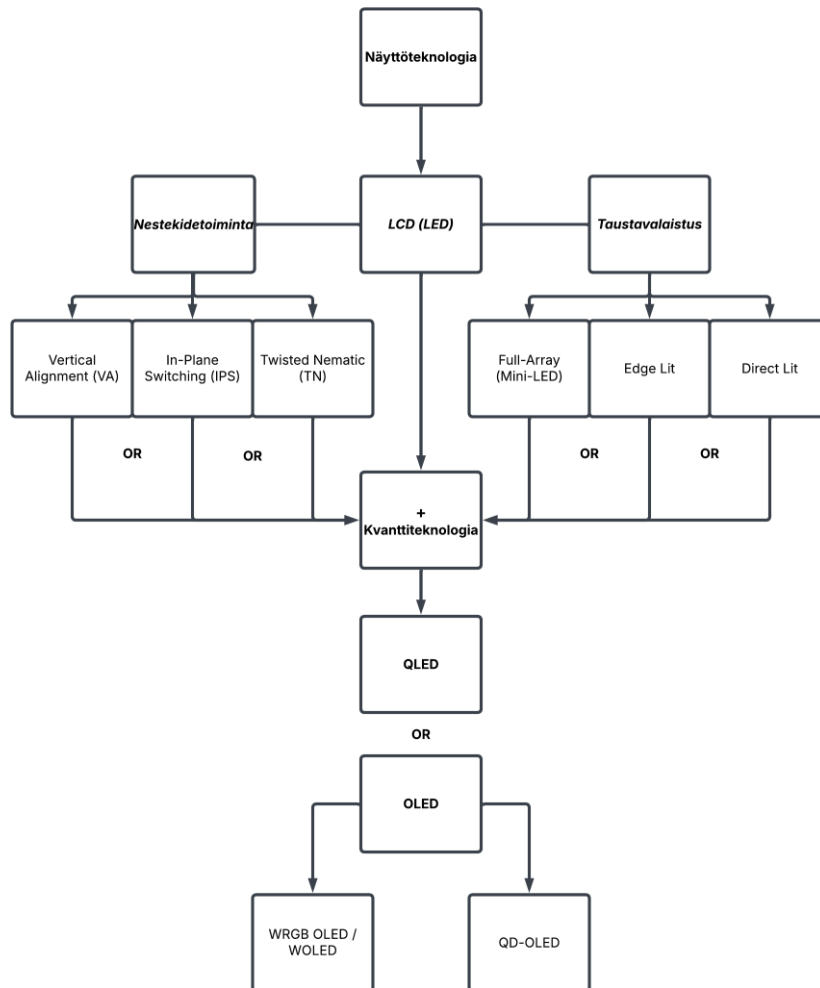 Näyttöteknologia
Nestekidetoiminta
LCD (LED)
Taustavalaistus
Vertical
Alignment (VA)
In-Plane
Switching (IPS)
Twisted Nematic
(TN)
Full-Array
(Mini-LED)
Edge Lit
Direct Lit
OR
OR
OR
OR
+
Kvanttiteknologia
QLED
OR
OLED
WRGB OLED /
WOLED
QD-OLED